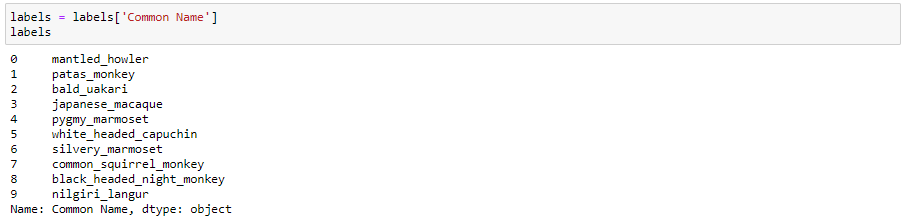 labels = labels['Common Name']
labels
0 mantled_howler
1 patas_monkey
2 bald_uakari
3 japanese_macaque
4 pygmy_marmoset
5 white_headed_capuchin
6 silvery_marmoset
7 common_squirrel_monkey
8 black_headed_night_monkey
9 nilgiri_langur
Name: Common Name, dtype: object